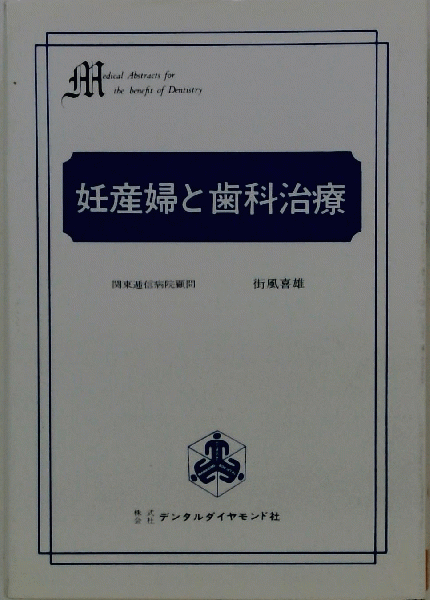 Medical Abstracts for
the benefit of Dentistry
妊産婦と歯科治療
関東逓信病院顧問 街風喜雄
株式会社 デンタルダイヤモンド社